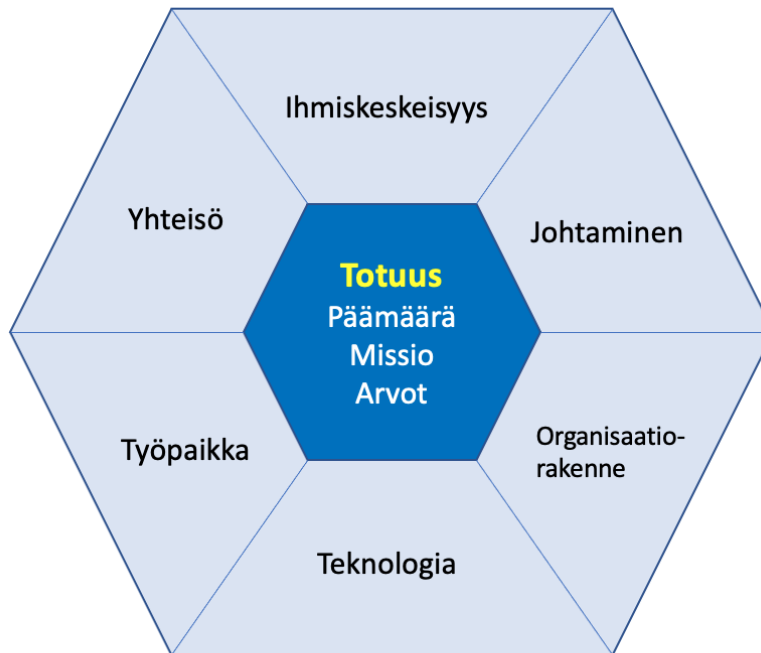 Ihmiskeskeisyys
Yhteisö
Johtaminen
Totuus
Päämäärä
Missio
Arvot
Työpaikka
Organisaatio-
rakenne
Teknologia